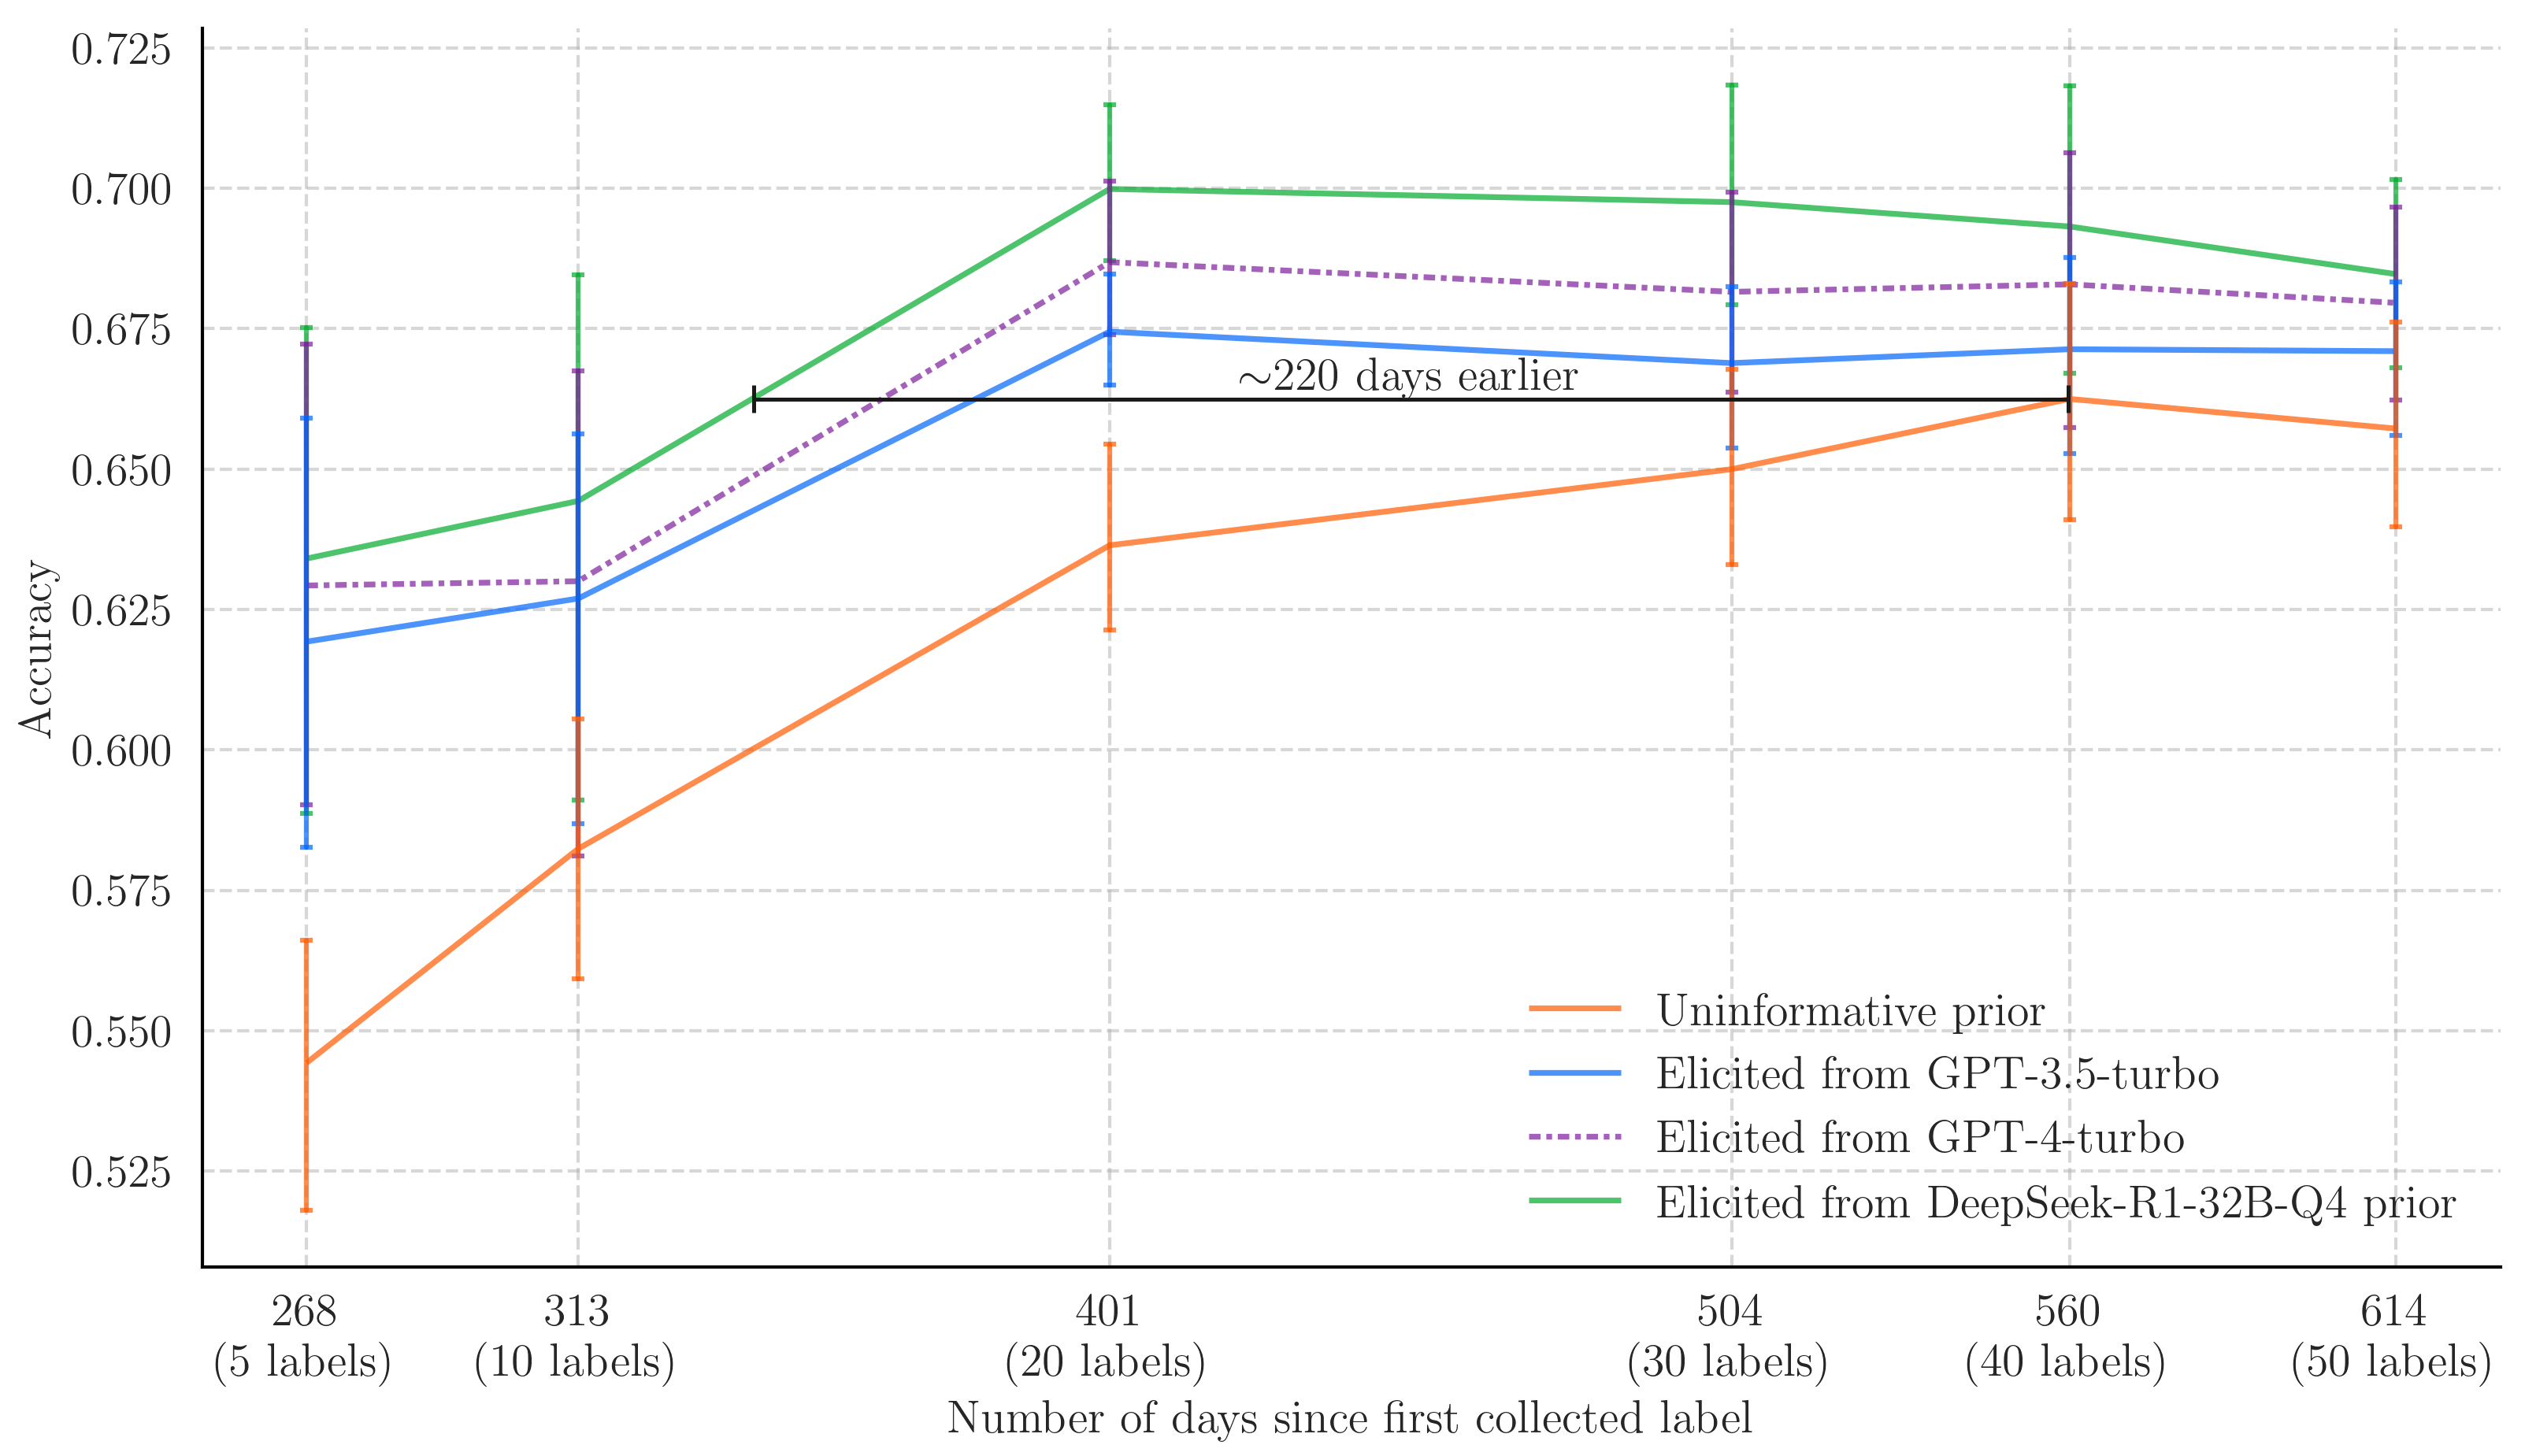 0.725
0.700
0.675
0.650
0.625
0.600
0.575
0.550
0.525
Accuracy
~220 days earlier
Uninformative prior
Elicited from GPT-3.5-turbo
Elicited from GPT-4-turbo
Elicited from DeepSeek-R1-32B-Q4 prior
268
(5 labels)
313
(10 labels)
401
(20 labels)
504
(30 labels)
560
(40 labels)
614
(50 labels)
Number of days since first collected label